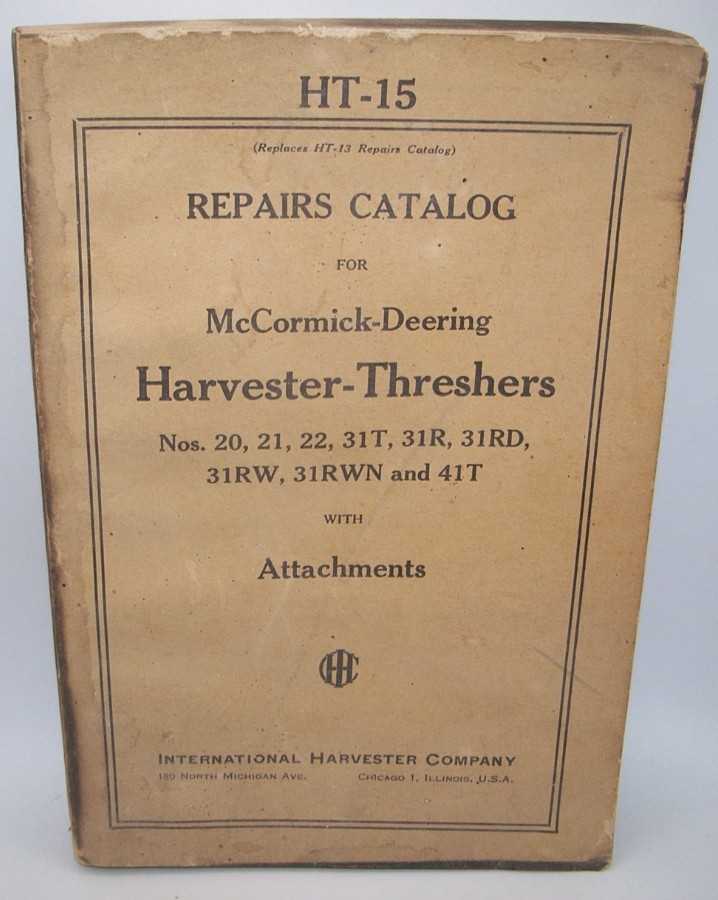 HT-15
(Replaces HT-13 Repairs Catalog)
REPAIRS CATALOG
FOR
McCormick-Deering
Harvester-Threshers
Nos. 20, 21, 22, 31T, 31R, 31RD,
31RW, 31RWN and 41T
WITH
Attachments
IHC
INTERNATIONAL HARVESTER COMPANY
180 NORTH MICHIGAN AVE. CHICAGO 1, ILLINOIS, U.S.A.